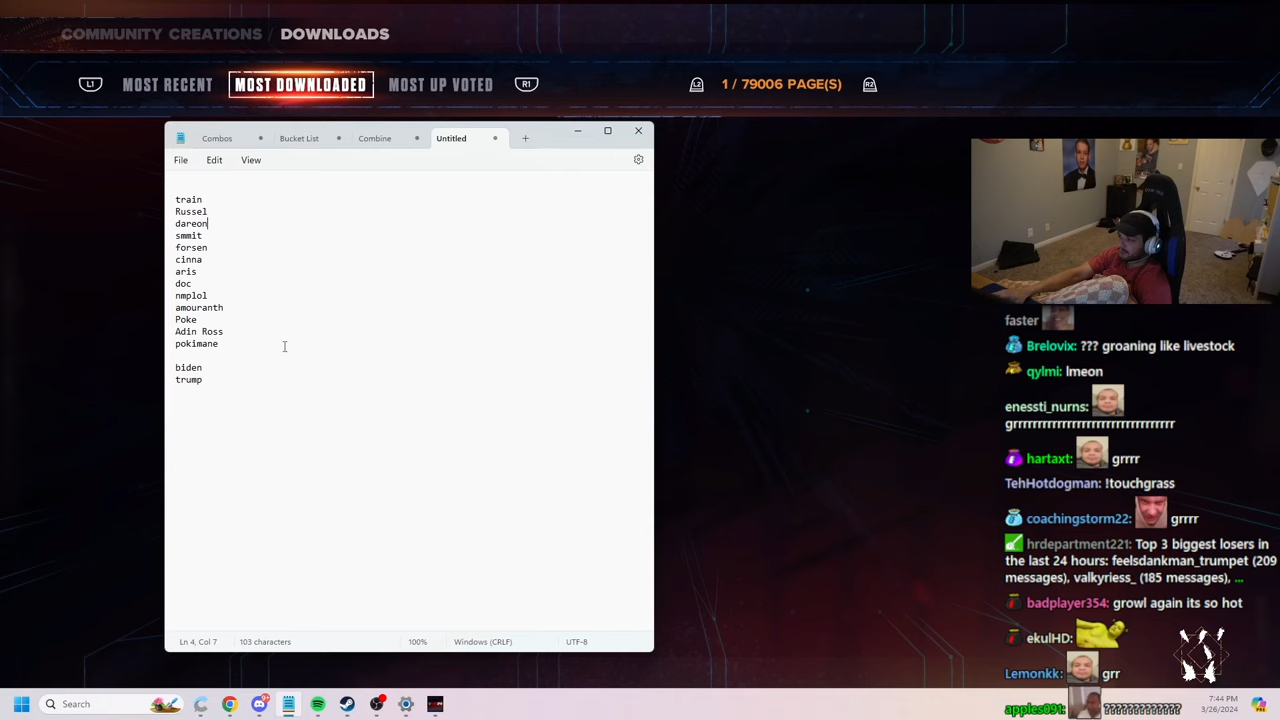 COMMUNITY CREATIONS / DOWNLOADS
L1 MOST RECENT MOST DOWNLOADED MOST UP VOTED R1 L2 1 / 79006 PAGE(S) R2
Combos Bucket List Combine Untitled
File Edit View
train
Russel
dareon
smmit
forsen
cinna
aris
doc
nmplol
amouranth
Poke
Adin Ross
pokimane
biden
trump
Ln 4, Col 7 103 characters 100% Windows (CRLF) UTF-8
faster
Brelovix: ??? groaning like livestock
qylmi: lmeon
enessti_nurns:
grrrrrrrrrrrrrrrrrrrrrrrrrrrrrrrrrr
hartaxt: grrrr
TehHotdogman: !touchgrass
coachingstorm22: grrrr
hrdepartment221: Top 3 biggest losers in
the last 24 hours: feelsdankman_trumpet (209
messages), valkyriess_ (185 messages), ...
badplayer354: growl again its so hot
ekulHD:
Lemonkk: grr
apples091: ?????????????
Search
7:44 PM
3/26/2024